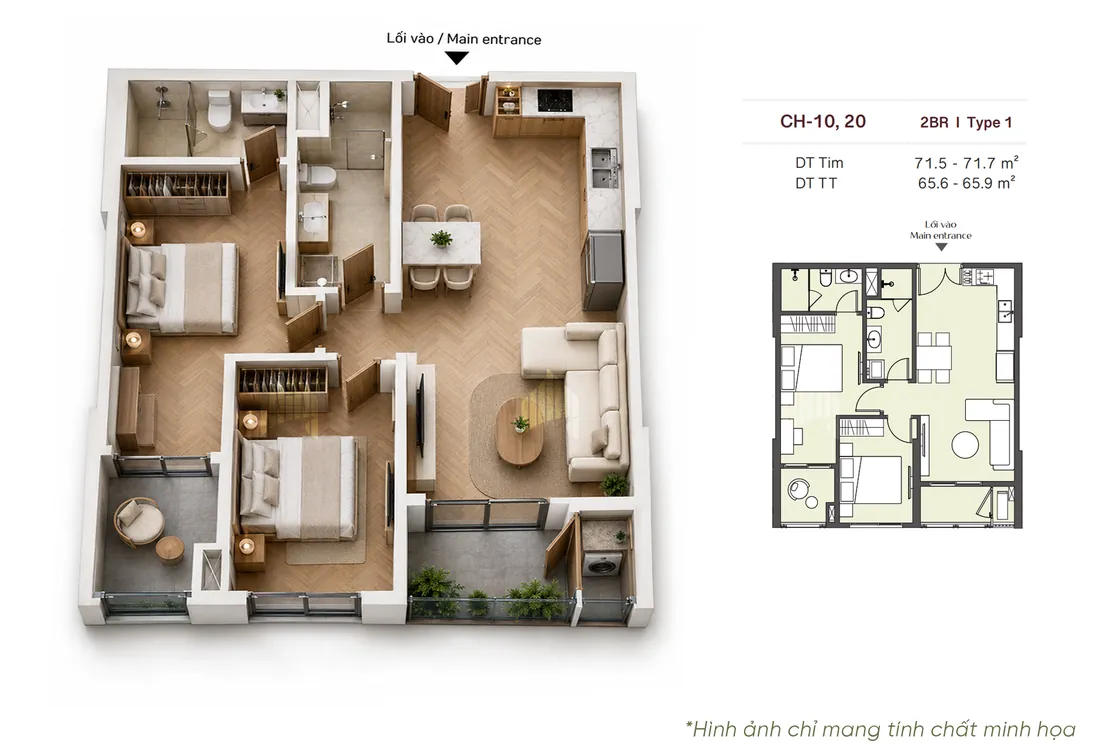 Lối vào / Main entrance
CH-10, 20 2BR I Type 1
DT Tim 71.5 - 71.7 m²
DT TT 65.6 - 65.9 m²
Lối vào
Main entrance
*Hình ảnh chỉ mang tính chất minh họa